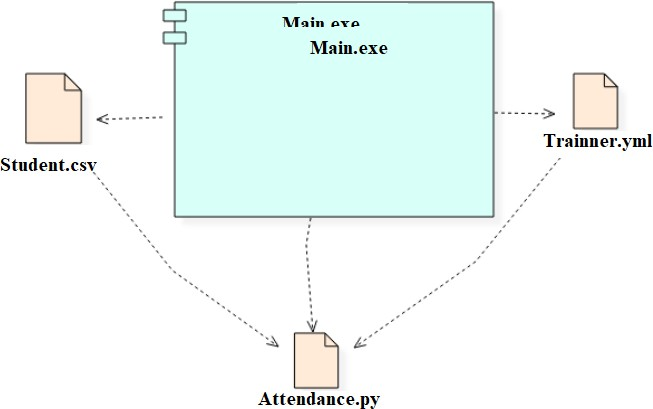 Main.exe
Main.exe
Trainner.yml
Student.csv
Attendance.py